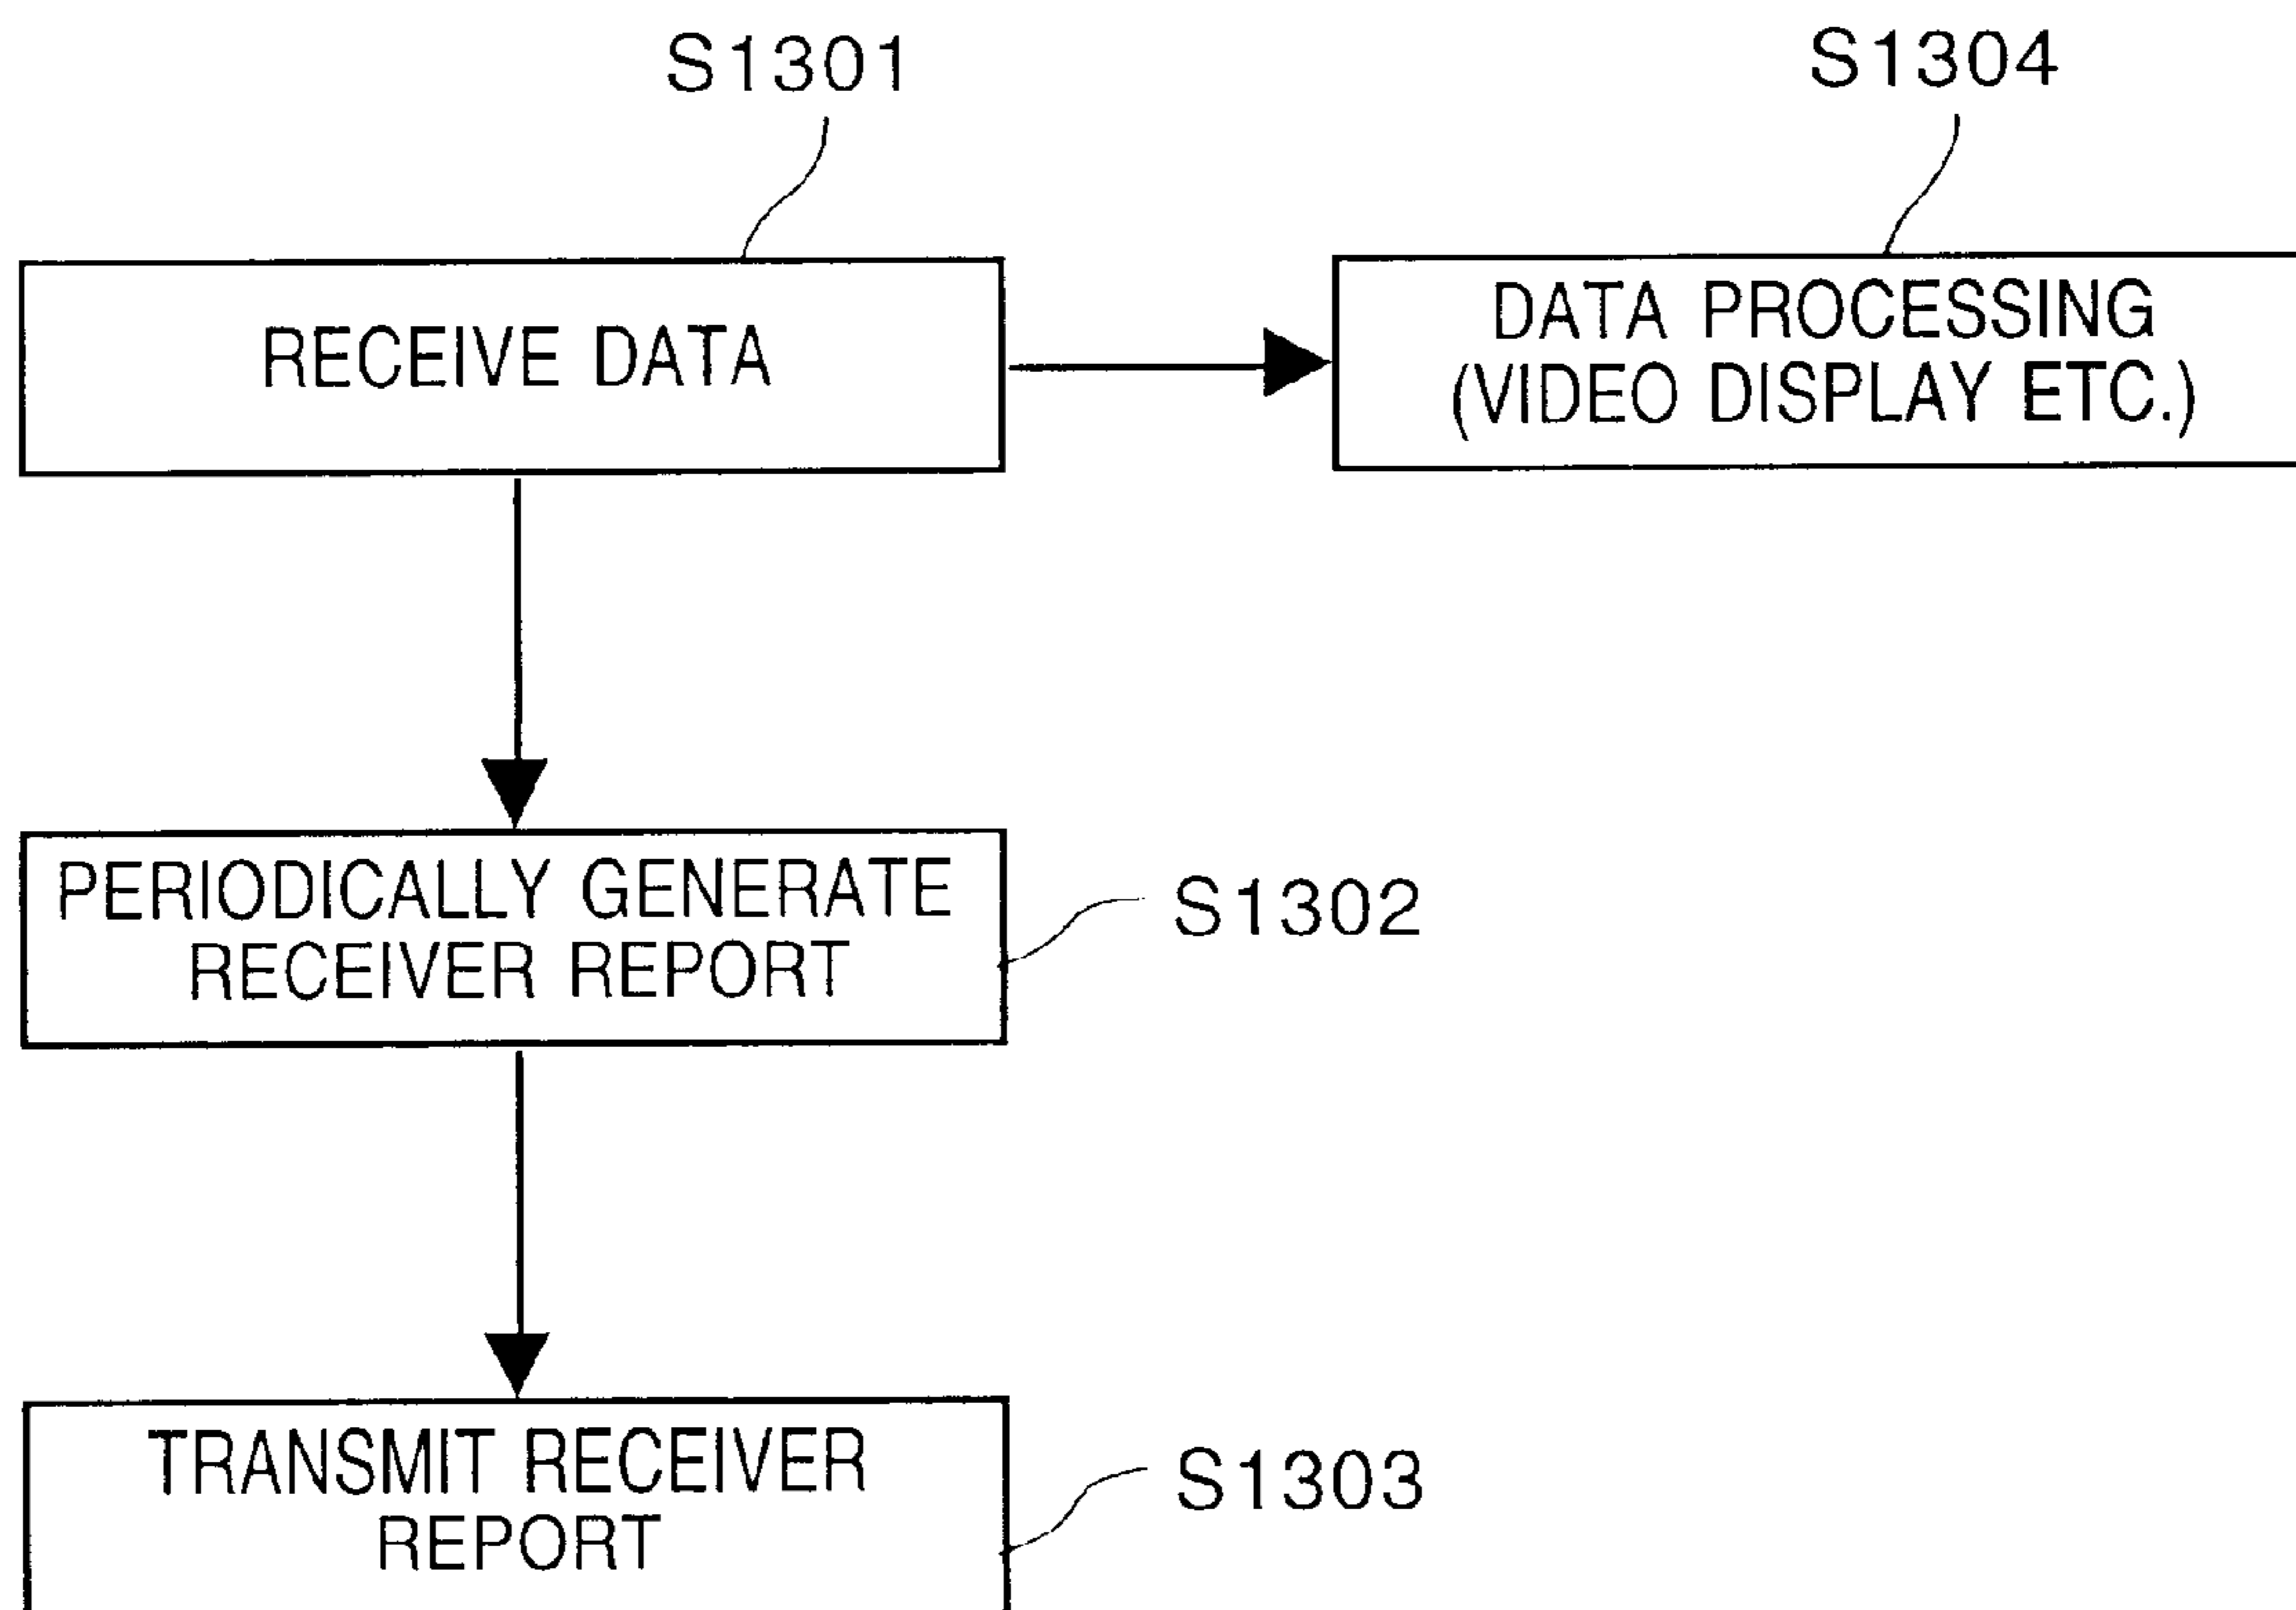 S1301
S1304
RECEIVE DATA
DATA PROCESSING
(VIDEO DISPLAY ETC.)
PERIODICALLY GENERATE
RECEIVER REPORT
S1302
TRANSMIT RECEIVER
REPORT
S1303